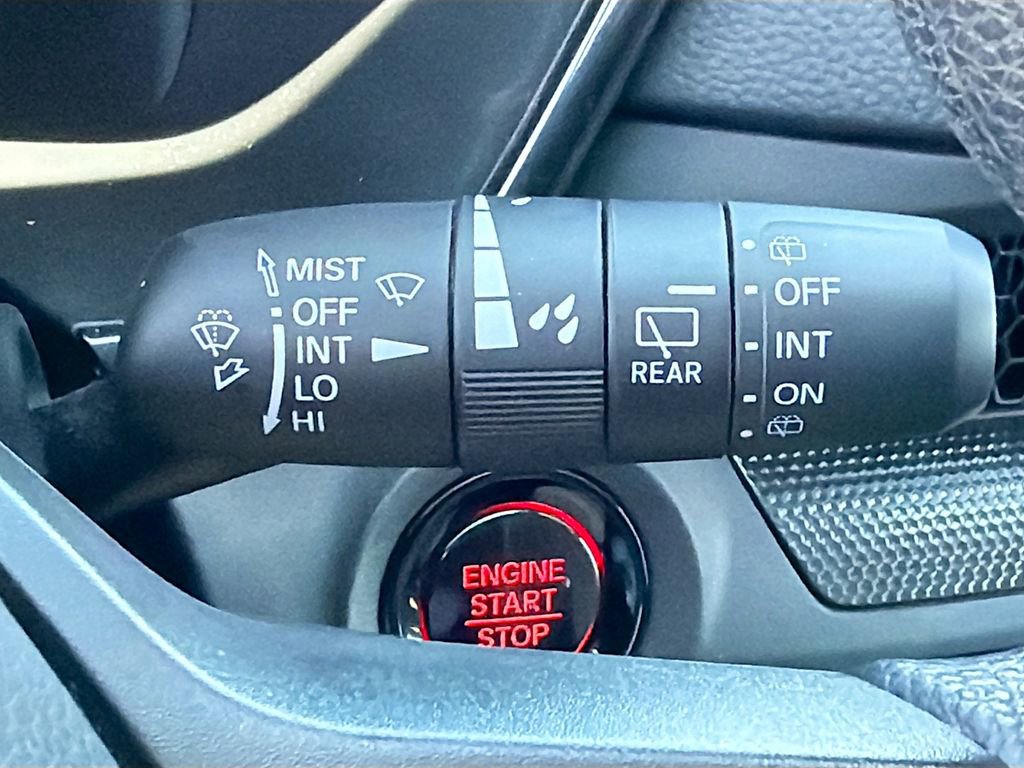 MIST
OFF
INT
LO
HI
REAR
OFF
INT
ON
ENGINE
START
STOP